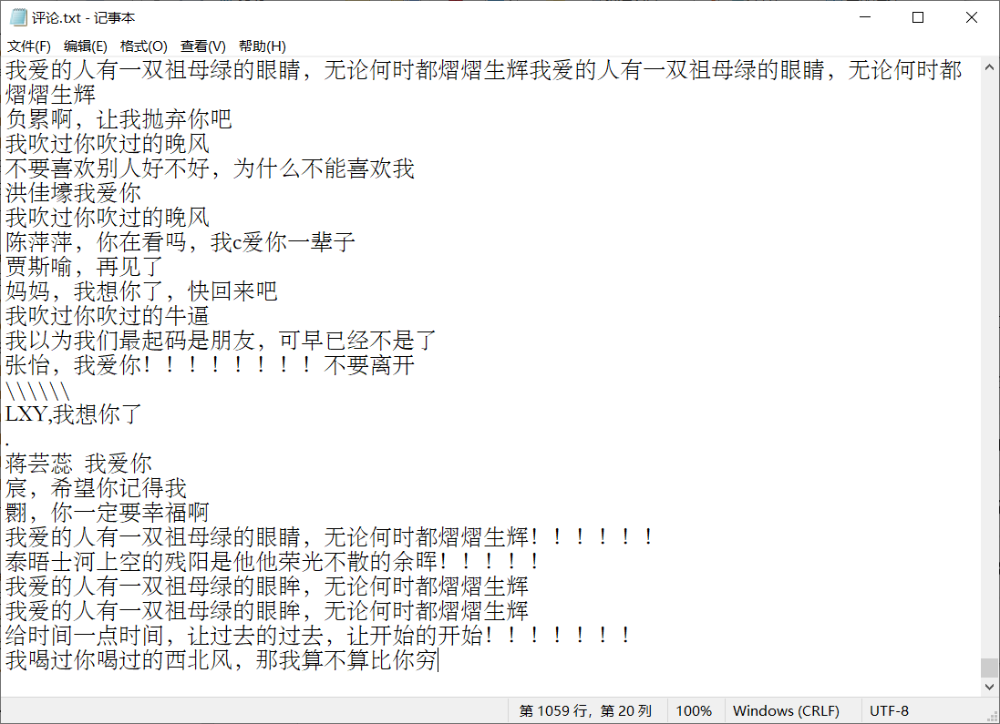 评论.txt - 记事本
文件(F) 编辑(E) 格式(O) 查看(V) 帮助(H)
我爱的人有一双祖母绿的眼睛，无论何时都熠熠生辉我爱的人有一双祖母绿的眼睛，无论何时都
熠熠生辉
负累啊，让我抛弃你吧
我吹过你吹过的晚风
不要喜欢别人好不好，为什么不能喜欢我
洪佳壕我爱你
我吹过你吹过的晚风
陈萍萍，你在看吗，我c爱你一辈子
贾斯喻，再见了
妈妈，我想你了，快回来吧
我吹过你吹过的牛逼
我以为我们最起码是朋友，可早已经不是了
张怡，我爱你！！！！！！！！不要离开
\\\\\\
LXY,我想你了
.
蒋芸蕊 我爱你
宸，希望你记得我
翾，你一定要幸福啊
我爱的人有一双祖母绿的眼睛，无论何时都熠熠生辉！！！！！！
泰晤士河上空的残阳是他他荣光不散的余晖！！！！！
我爱的人有一双祖母绿的眼眸，无论何时都熠熠生辉
我爱的人有一双祖母绿的眼眸，无论何时都熠熠生辉
给时间一点时间，让过去的过去，让开始的开始！！！！！！！
我喝过你喝过的西北风，那我算不算比你穷
第 1059 行，第 20 列 100% Windows (CRLF) UTF-8